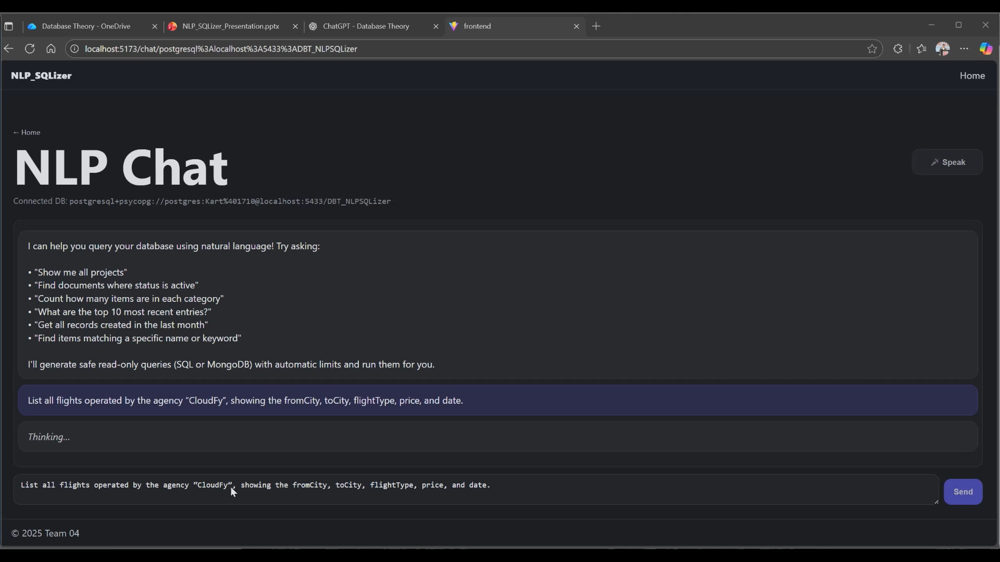 Database Theory - OneDrive
NLP_SQLizer_Presentation.pptx
ChatGPT - Database Theory
frontend
localhost:5173/chat/postgresql%3Alocalhost%3A5433%3ADBT_NLPSQLizer
NLP_SQLizer
Home
← Home
NLP Chat
Speak
Connected DB: postgresql+psycopg://postgres:Kart%401710@localhost:5433/DBT_NLPSQLizer
I can help you query your database using natural language! Try asking:
• "Show me all projects"
• "Find documents where status is active"
• "Count how many items are in each category"
• "What are the top 10 most recent entries?"
• "Get all records created in the last month"
• "Find items matching a specific name or keyword"
I'll generate safe read-only queries (SQL or MongoDB) with automatic limits and run them for you.
List all flights operated by the agency “CloudFy”, showing the fromCity, toCity, flightType, price, and date.
Thinking...
List all flights operated by the agency “CloudFy”, showing the fromCity, toCity, flightType, price, and date.
Send
© 2025 Team 04